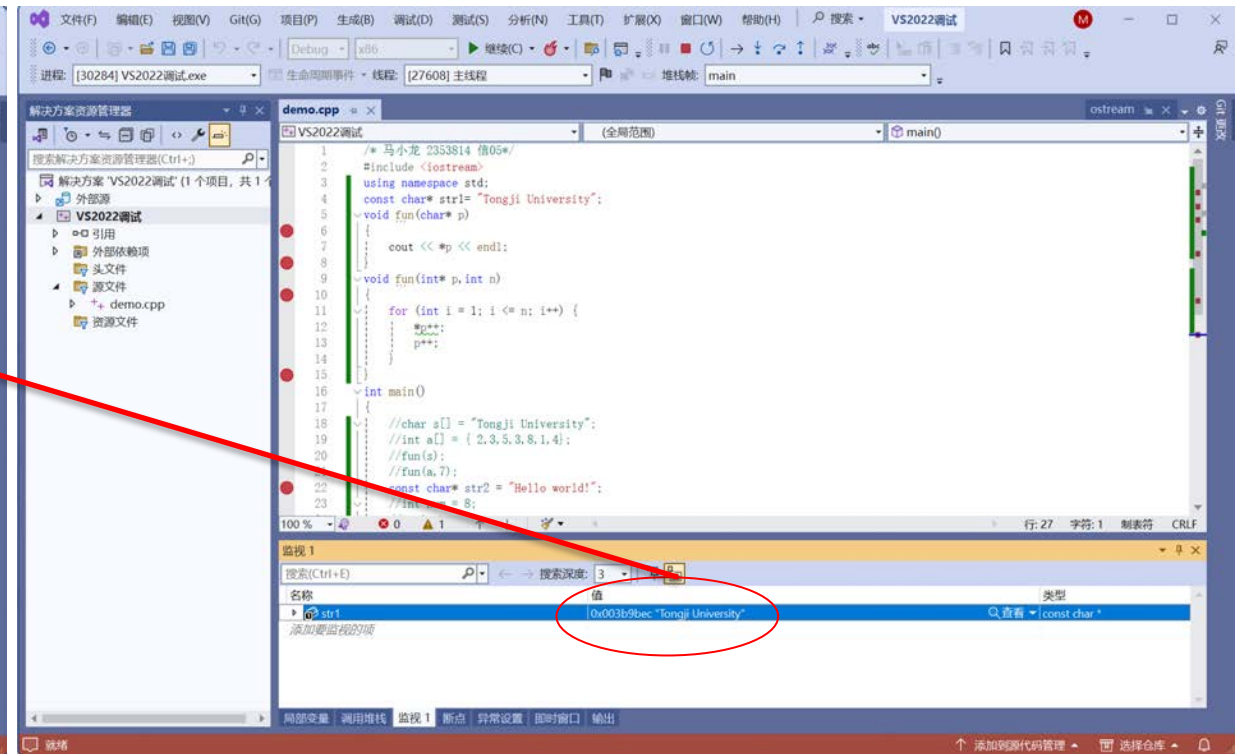 文件(F) 编辑(E) 视图(V) Git(G) 项目(P) 生成(B) 调试(D) 测试(S) 分析(N) 工具(T) 扩展(X) 窗口(W) 帮助(H) 搜索 VS2022调试 M
Debug x86 继续(C)
进程: [30284] VS2022调试.exe 生命周期事件 线程: [27608] 主线程 堆栈帧: main
解决方案资源管理器
搜索解决方案资源管理器(Ctrl+;)
解决方案 'VS2022调试' (1 个项目, 共 1 个
外部源
VS2022调试
引用
外部依赖项
头文件
源文件
demo.cpp
资源文件
demo.cpp ostream
VS2022调试 (全局范围) main()
1 /* 马小龙 2353814 信05*/
2 #include <iostream>
3 using namespace std;
4 const char* str1= "Tongji University";
5 void fun(char* p)
6 {
7 cout << *p << endl;
8 }
9 void fun(int* p,int n)
10 {
11 for (int i = 1; i <= n; i++) {
12 *p++;
13 p++;
14 }
15 }
16 int main()
17 {
18 //char s[] = "Tongji University";
19 //int a[] = { 2,3,5,3,8,1,4};
20 //fun(s);
//fun(a,7);
22 const char* str2 = "Hello world!";
23 = 8;
100 % 0 1 行: 27 字符: 1 制表符 CRLF
监视 1
搜索(Ctrl+E) 搜索深度: 3
名称 值 类型
str1 0x003b9bec "Tongji University" 查看 const char *
添加要监视的项
局部变量 调用堆栈 监视 1 断点 异常设置 即时窗口 输出
就绪 添加到源代码管理 选择仓库
Git 更改